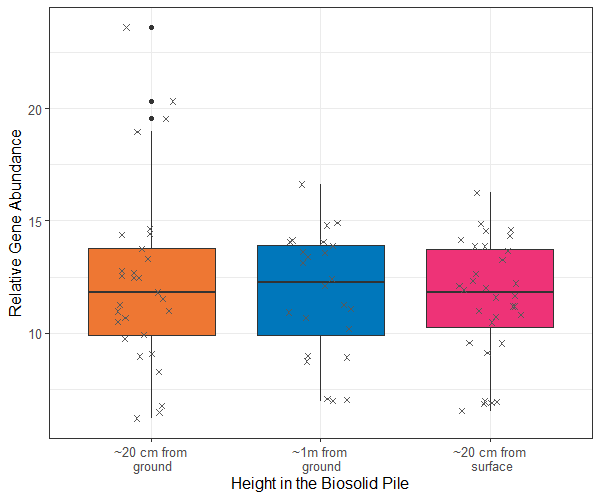 Relative Gene Abundance
20
15
10
~20 cm from
ground
~1m from
ground
~20 cm from
surface
Height in the Biosolid Pile